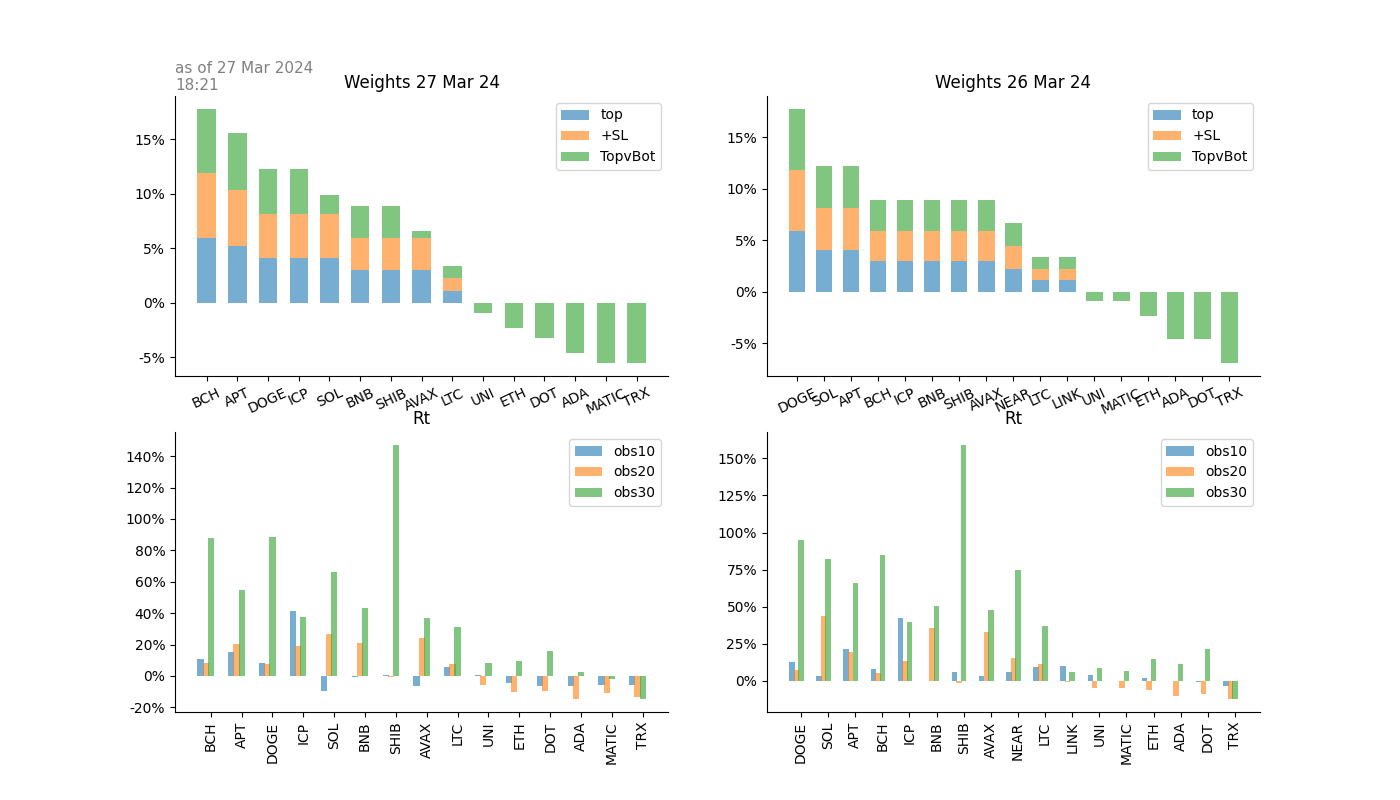 as of 27 Mar 2024
18:21
Weights 27 Mar 24
top
+SL
TopvBot
15%
10%
5%
0%
-5%
BCH APT DOGE ICP SOL BNB SHIB AVAX LTC UNI ETH DOT ADA MATIC TRX
Weights 26 Mar 24
top
+SL
TopvBot
15%
10%
5%
0%
-5%
DOGE SOL APT BCH ICP BNB SHIB AVAX NEAR LTC LINK UNI MATIC ETH ADA DOT TRX
Rt
obs10
obs20
obs30
140%
120%
100%
80%
60%
40%
20%
0%
-20%
BCH APT DOGE ICP SOL BNB SHIB AVAX LTC UNI ETH DOT ADA MATIC TRX
Rt
obs10
obs20
obs30
150%
125%
100%
75%
50%
25%
0%
DOGE SOL APT BCH ICP BNB SHIB AVAX NEAR LTC LINK UNI MATIC ETH ADA DOT TRX